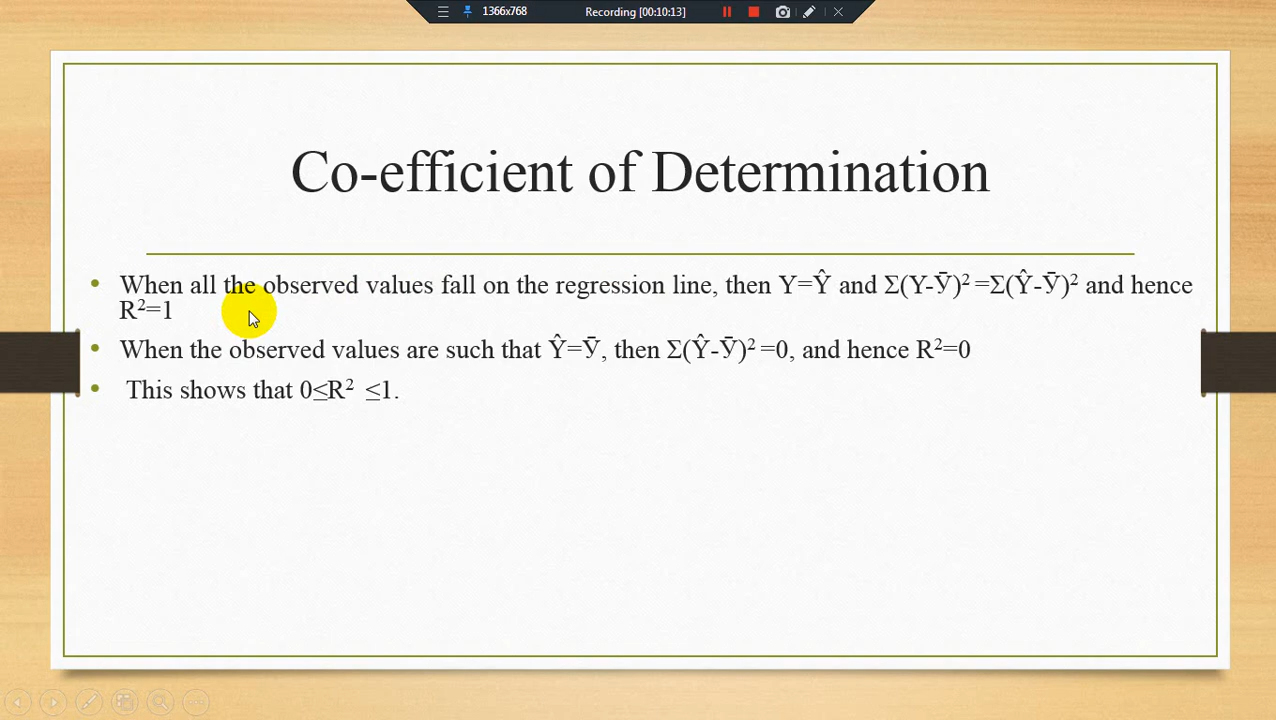 1366x768
Recording [00:10:13]
Co-efficient of Determination
• When all the observed values fall on the regression line, then Y=Ŷ and Σ(Y-Ȳ)² =Σ(Ŷ-Ȳ)² and hence
R²=1
• When the observed values are such that Ŷ=Ȳ, then Σ(Ŷ-Ȳ)² =0, and hence R²=0
• This shows that 0≤R² ≤1.